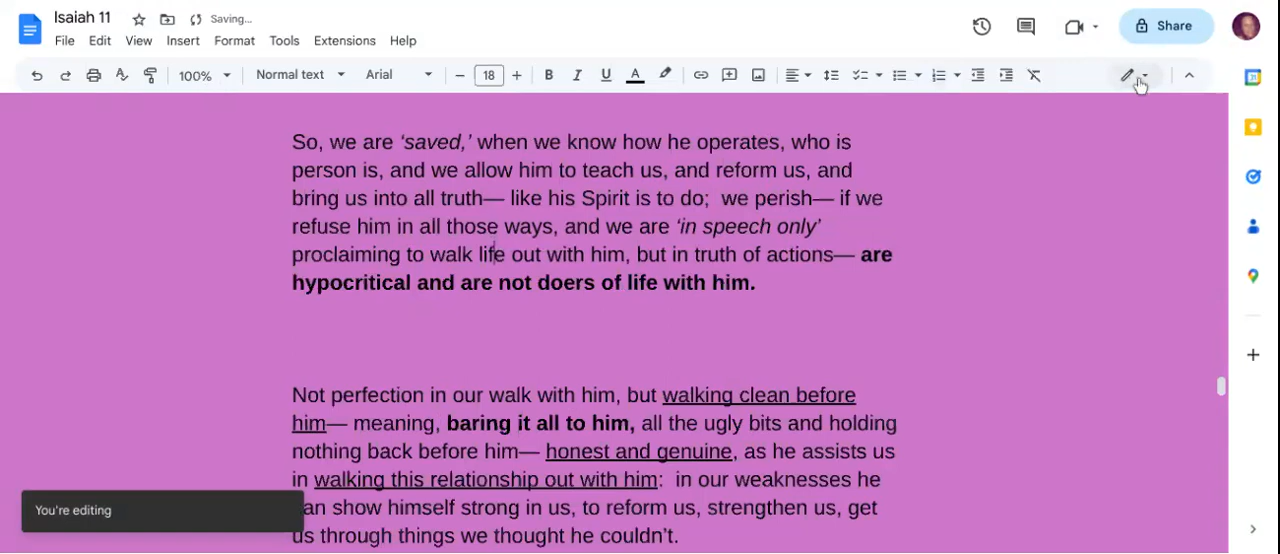 Isaiah 11 Saving... Share
File Edit View Insert Format Tools Extensions Help
100% Normal text Arial – 18 + B I U A
So, we are ‘saved,’ when we know how he operates, who is
person is, and we allow him to teach us, and reform us, and
bring us into all truth— like his Spirit is to do;  we perish— if we
refuse him in all those ways, and we are ‘in speech only’
proclaiming to walk life out with him, but in truth of actions— are
hypocritical and are not doers of life with him.
Not perfection in our walk with him, but walking clean before
him— meaning, baring it all to him, all the ugly bits and holding
nothing back before him— honest and genuine, as he assists us
in walking this relationship out with him:  in our weaknesses he
an show himself strong in us, to reform us, strengthen us, get
us through things we thought he couldn’t.
You're editing